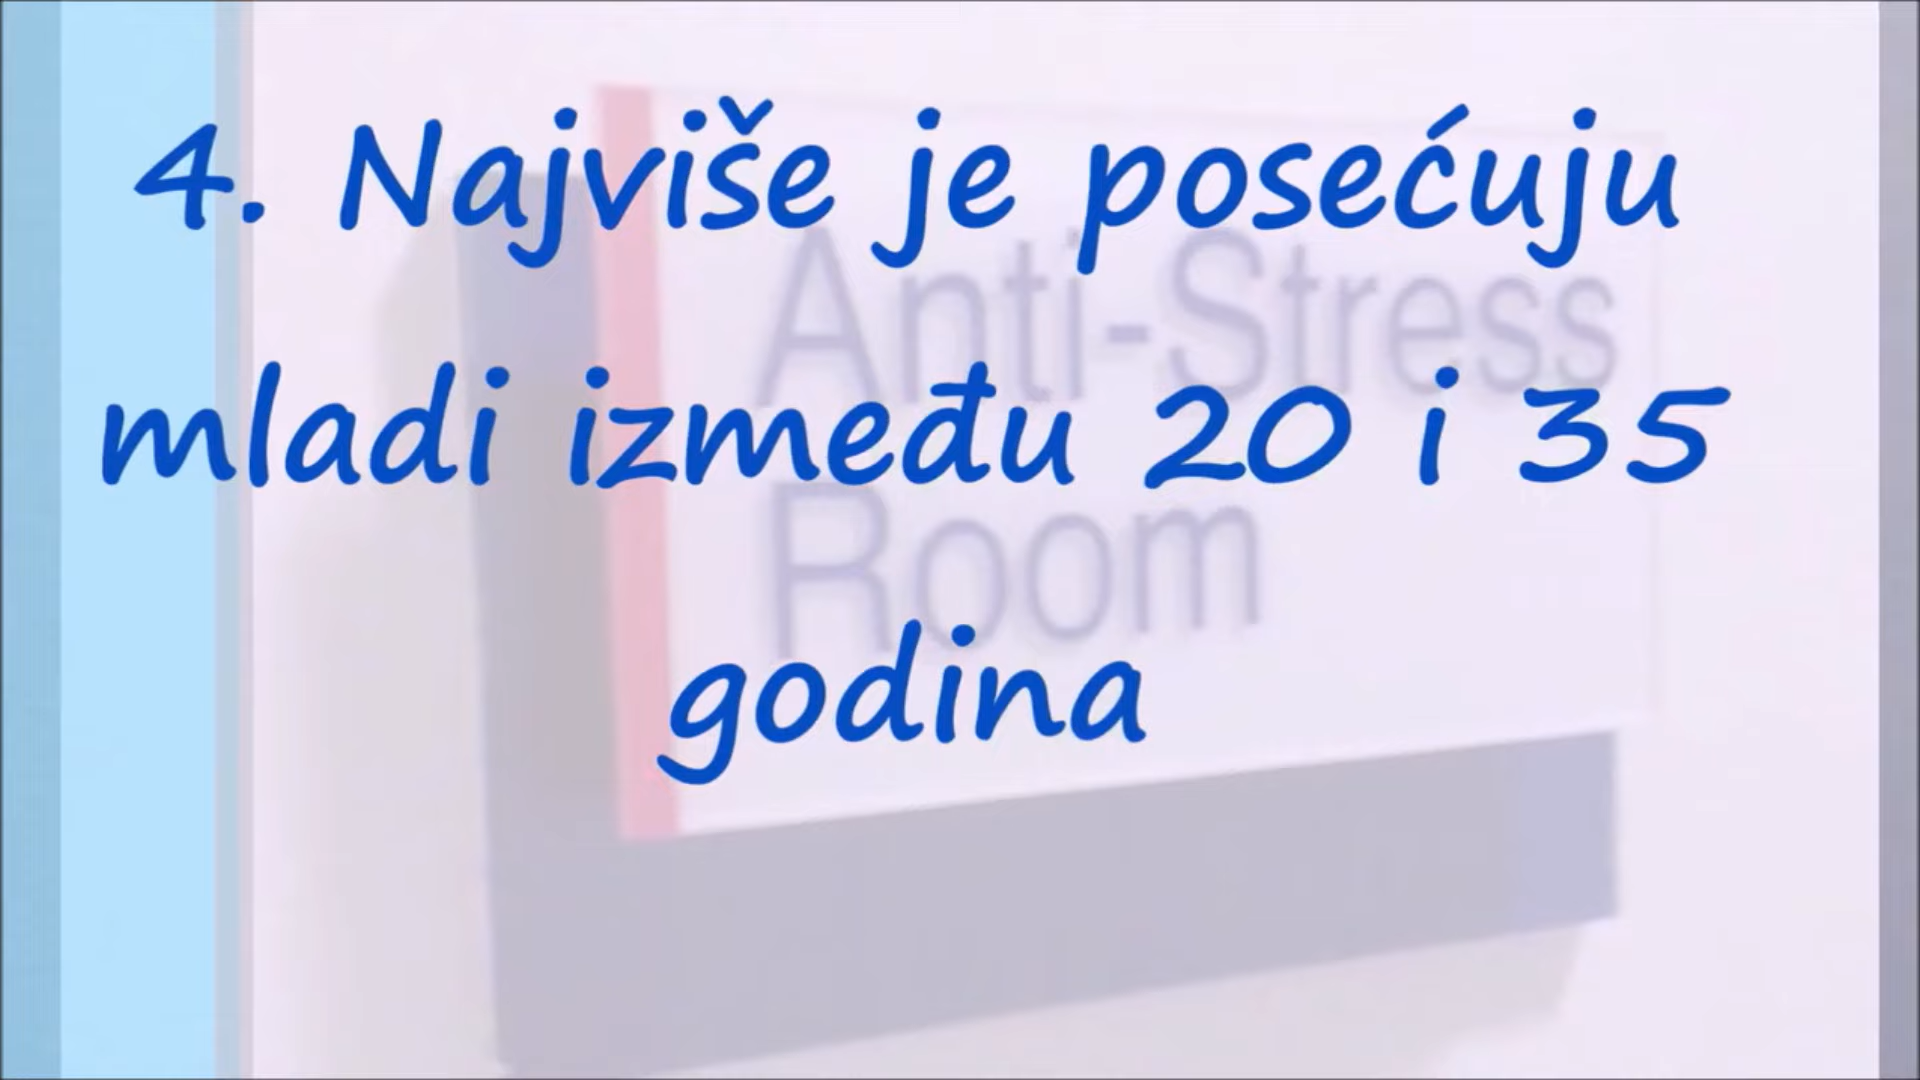 4. Najviše je posećuju
mladi između 20 i 35
godina
Anti-Stress
Room